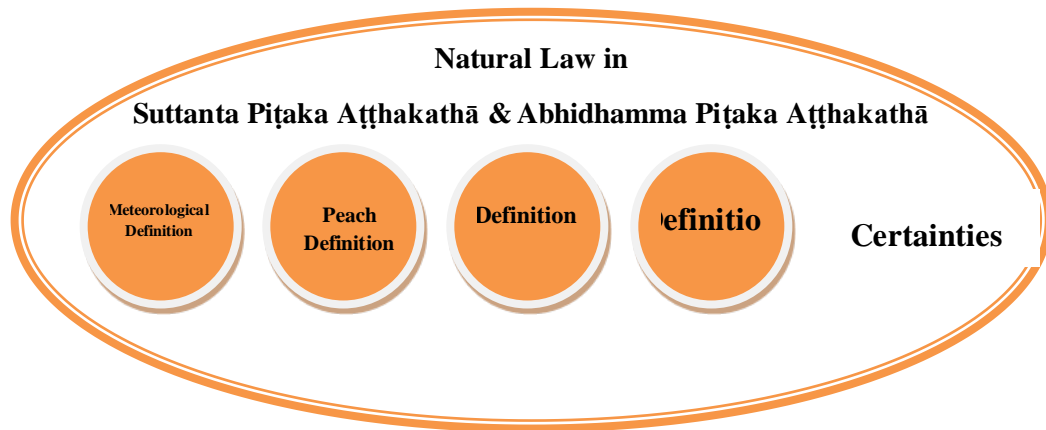 Natural Law in
Suttanta Piṭaka Aṭṭhakathā & Abhidhamma Piṭaka Aṭṭhakathā
Meteorological
Definition
Peach
Definition
Definition
efinitio
Certainties